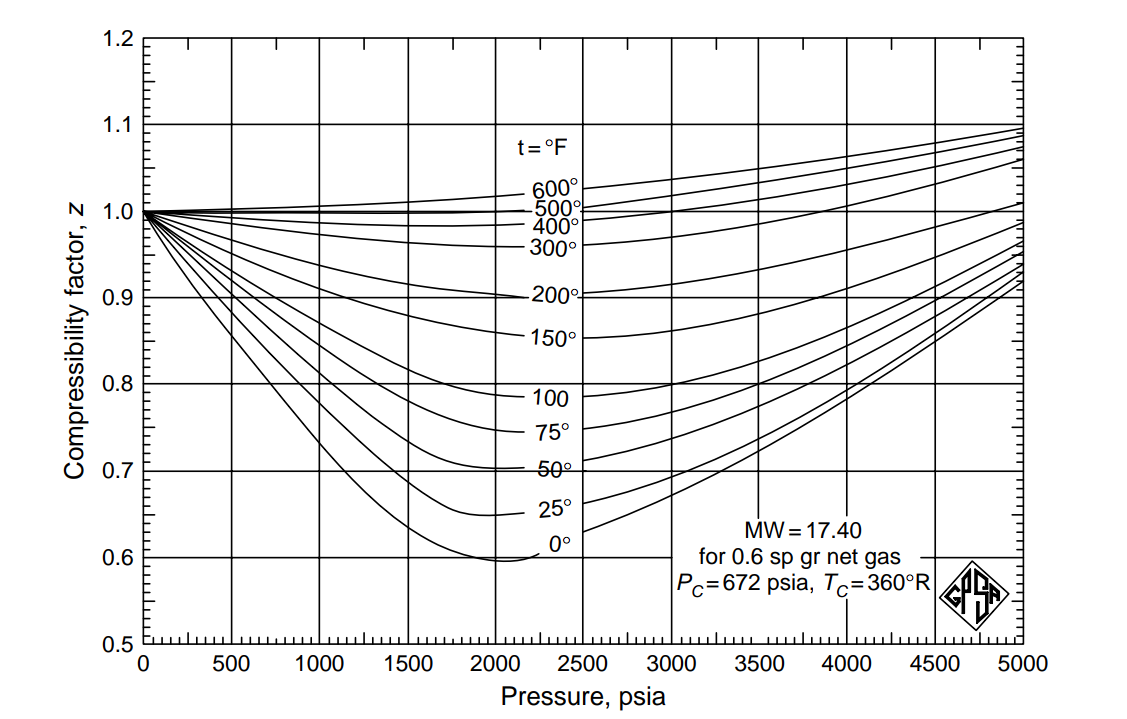 1.2
1.1
t = °F
600°
1.0
500°
400°
300°
0.9
200°
150°
0.8
100
75°
0.7
50°
25°
0°
MW = 17.40
0.6
for 0.6 sp gr net gas
PC = 672 psia, TC = 360°R
GPSA
0.5
0 500 1000 1500 2000 2500 3000 3500 4000 4500 5000
Pressure, psia
Compressibility factor, z